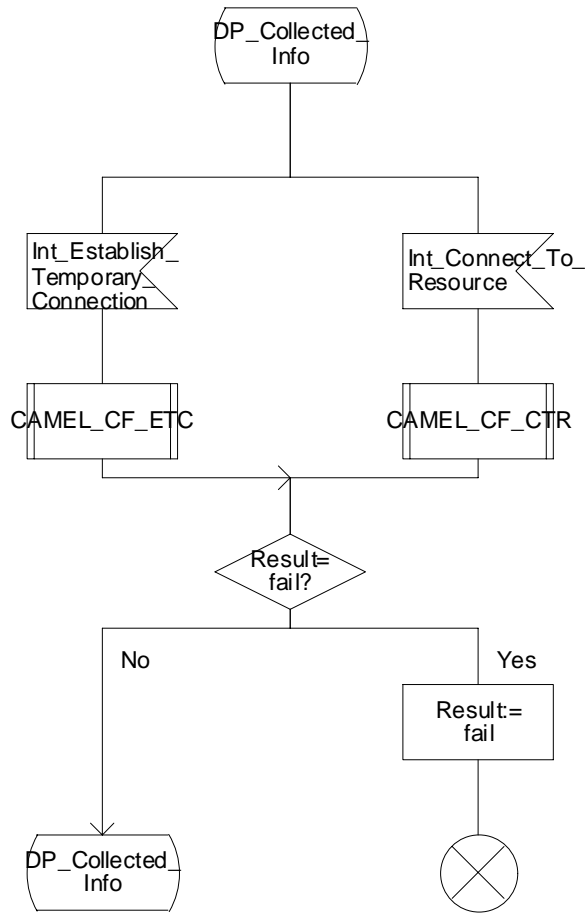 DP_Collected_
Info
Int_Establish_
Temporary_
Connection
Int_Connect_To_
Resource
CAMEL_CF_ETC
CAMEL_CF_CTR
Result=
fail?
No
Yes
Result:=
fail
DP_Collected_
Info